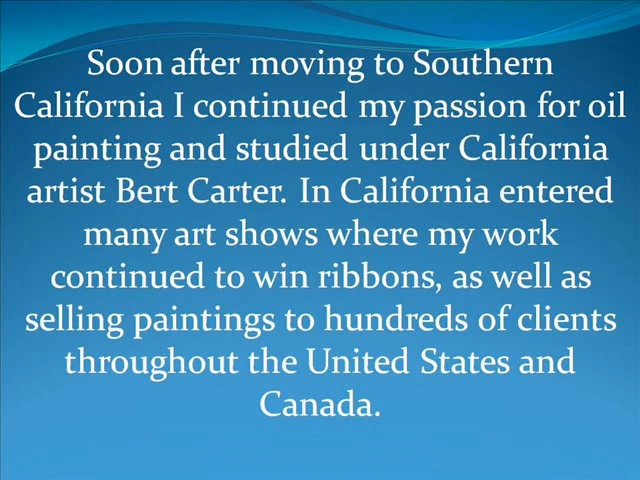 Soon after moving to Southern
California I continued my passion for oil
painting and studied under California
artist Bert Carter. In California entered
many art shows where my work
continued to win ribbons, as well as
selling paintings to hundreds of clients
throughout the United States and
Canada.